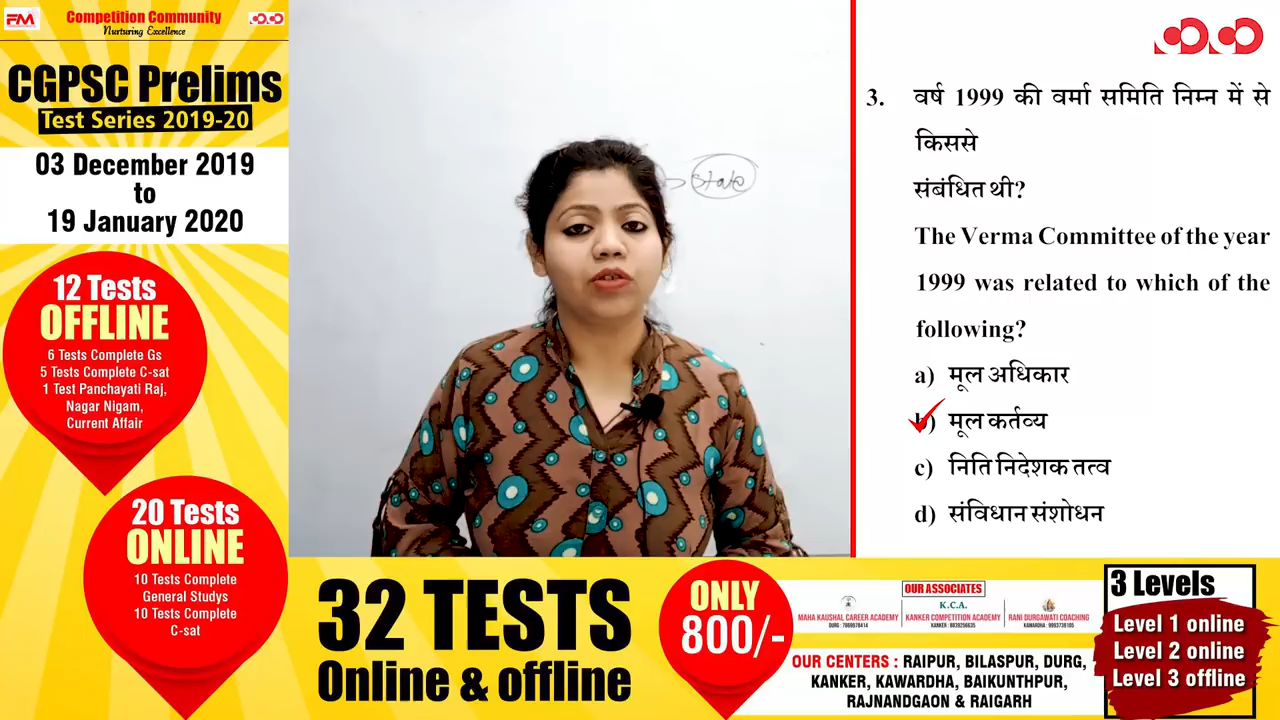 FM
Competition Community
Nurturing Excellence
CGPSC Prelims
Test Series 2019-20
03 December 2019
to
19 January 2020
12 Tests
OFFLINE
6 Tests Complete Gs
5 Tests Complete C-sat
1 Test Panchayati Raj,
Nagar Nigam,
Current Affair
20 Tests
ONLINE
10 Tests Complete
General Studys
10 Tests Complete
C-sat
State
3. वर्ष 1999 की वर्मा समिति निम्न में से
किससे
संबंधित थी?
The Verma Committee of the year
1999 was related to which of the
following?
a) मूल अधिकार
b) मूल कर्तव्य
c) निति निदेशक तत्व
d) संविधान संशोधन
32 TESTS
Online & offline
ONLY
800/-
OUR ASSOCIATES
MAHA KAUSHAL CAREER ACADEMY
DURG : 7669978414
K.C.A.
KANKER COMPETITION ACADEMY
KANKER : 8839256635
RANI DURGAWATI COACHING
KAWARDHA : 9993738105
OUR CENTERS : RAIPUR, BILASPUR, DURG,
KANKER, KAWARDHA, BAIKUNTHPUR,
RAJNANDGAON & RAIGARH
3 Levels
Level 1 online
Level 2 online
Level 3 offline